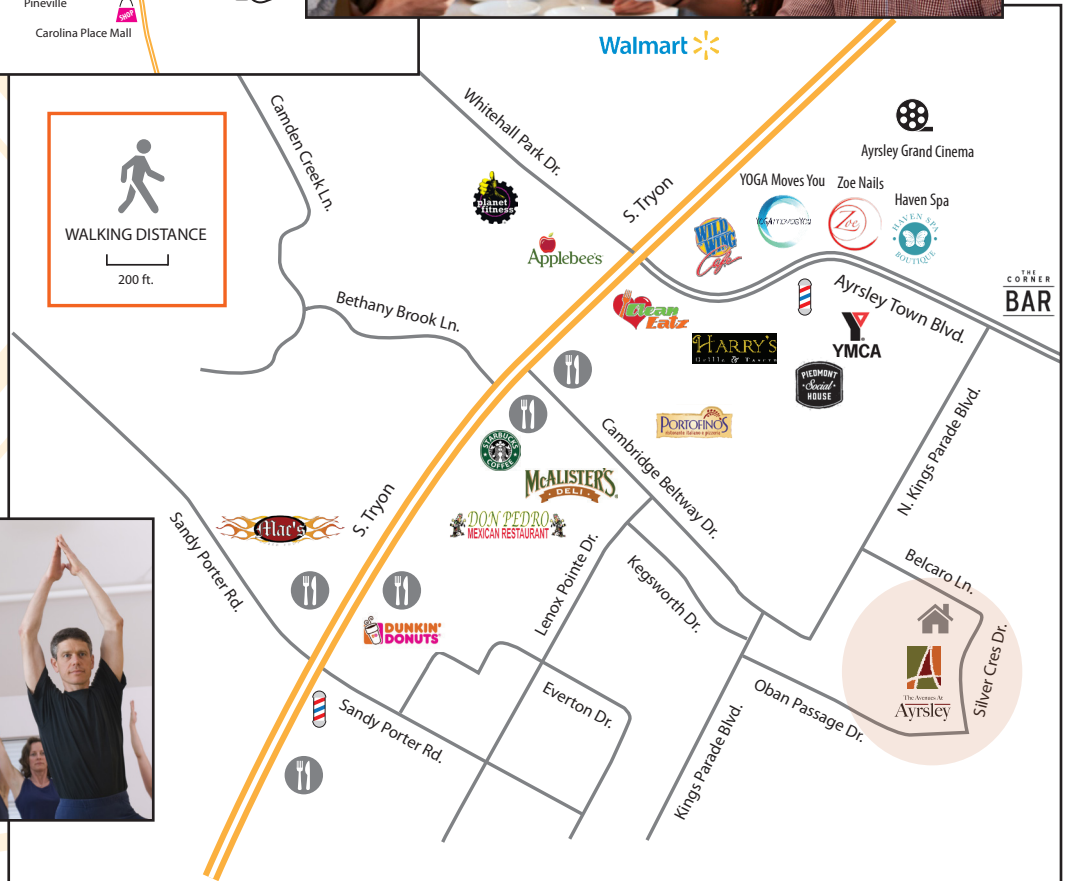 Pineville
SHOP
Carolina Place Mall
Walmart
Whitehall Park Dr.
Camden Creek Ln.
WALKING DISTANCE
200 ft.
planet
fitness
Applebee's
S. Tryon
Ayrsley Grand Cinema
YOGA Moves You
Zoe Nails
Haven Spa
WILD
WING
Cafe
YOGAMOVESYOU
Zoe
HAVEN SPA
BOUTIQUE
THE
CORNER
BAR
Ayrsley Town Blvd.
Clean
Eatz
HARRY'S
Grille & Tavern
YMCA
PIEDMONT
Social
HOUSE
Bethany Brook Ln.
PORTOFINO'S
Cambridge Beltway Dr.
N. Kings Parade Blvd.
STARBUCKS
COFFEE
McALISTER'S
DELI
DON PEDRO
MEXICAN RESTAURANT
Mac's
S. Tryon
Sandy Porter Rd.
Lenox Pointe Dr.
Kegsworth Dr.
Belcaro Ln.
DUNKIN'
DONUTS
Silver Cres Dr.
The Avenues At
Ayrsley
Everton Dr.
Oban Passage Dr.
Sandy Porter Rd.
Kings Parade Blvd.